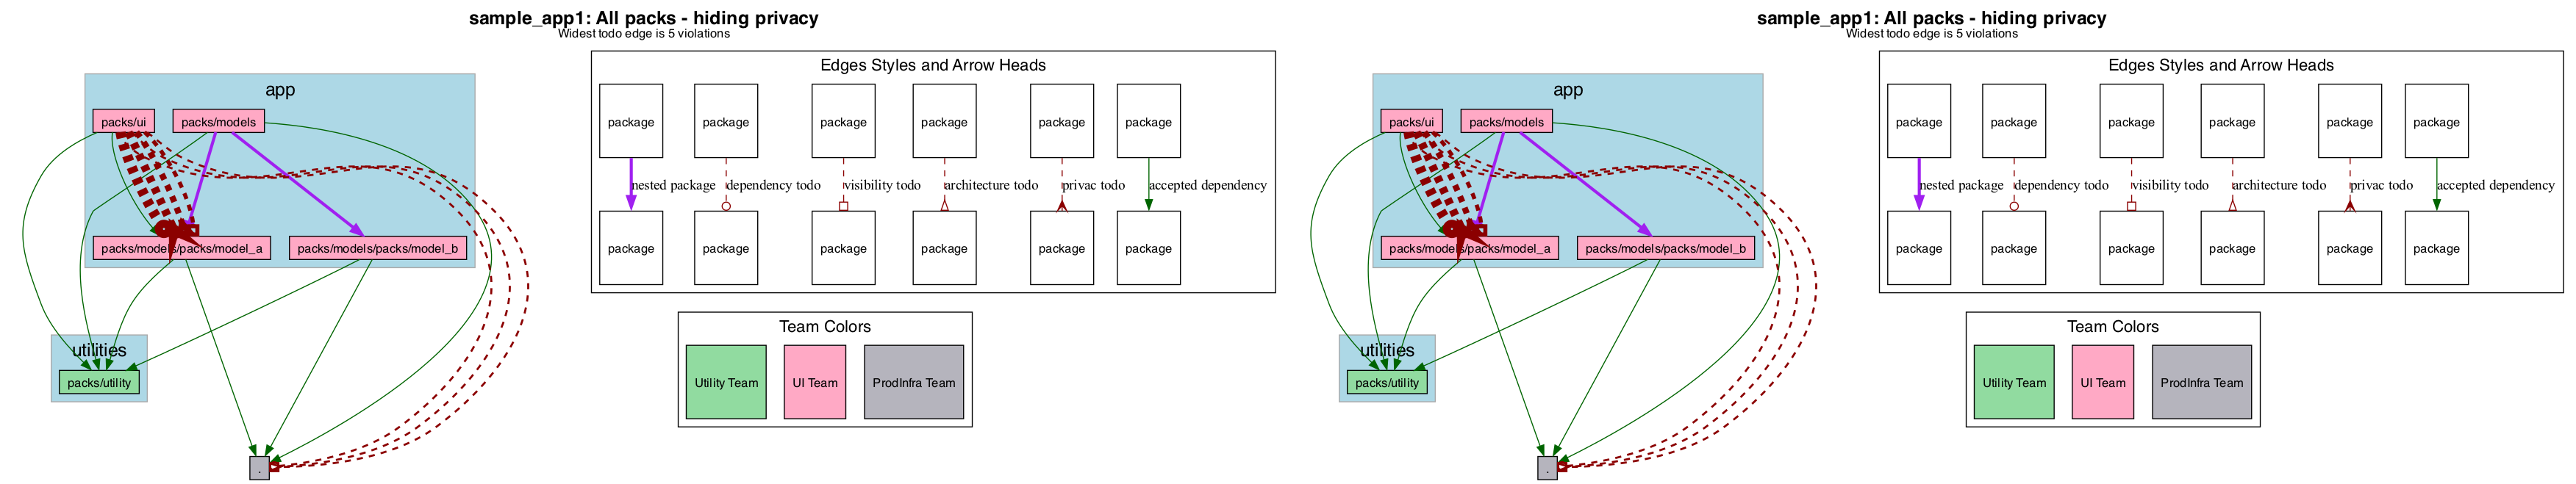 sample_app1: All packs - hiding privacy
Widest todo edge is 5 violations
app
packs/ui
packs/models
packs/models/packs/model_a
packs/models/packs/model_b
utilities
packs/utility
.
Edges Styles and Arrow Heads
package package package package package package
nested package dependency todo visibility todo architecture todo privac todo accepted dependency
package package package package package package
Team Colors
Utility Team UI Team ProdInfra Team
sample_app1: All packs - hiding privacy
Widest todo edge is 5 violations
app
packs/ui
packs/models
packs/models/packs/model_a
packs/models/packs/model_b
utilities
packs/utility
.
Edges Styles and Arrow Heads
package package package package package package
nested package dependency todo visibility todo architecture todo privac todo accepted dependency
package package package package package package
Team Colors
Utility Team UI Team ProdInfra Team